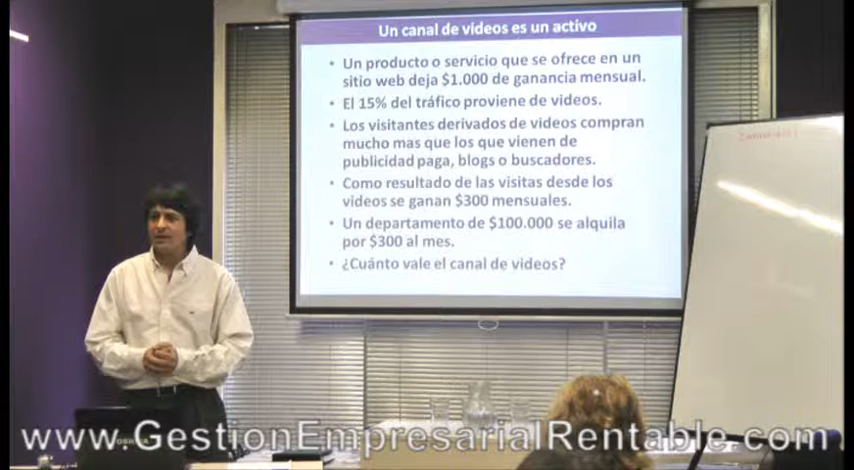 Un canal de videos es un activo
• Un producto o servicio que se ofrece en un
sitio web deja $1.000 de ganancia mensual.
• El 15% del tráfico proviene de videos.
• Los visitantes derivados de videos compran
mucho mas que los que vienen de
publicidad paga, blogs o buscadores.
• Como resultado de las visitas desde los
videos se ganan $300 mensuales.
• Un departamento de $100.000 se alquila
por $300 al mes.
• ¿Cuánto vale el canal de videos?
TOSHIBA
www.GestionEmpresarialRentable.com